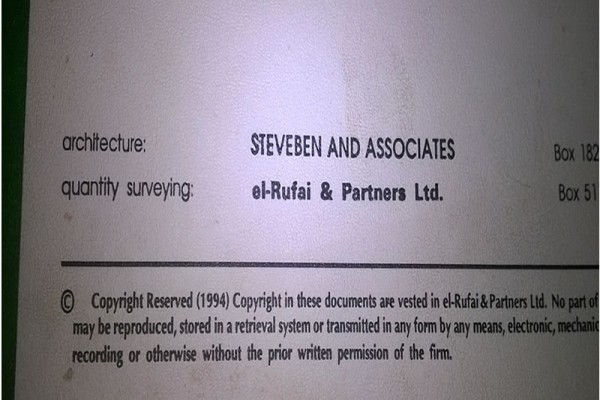 architecture: STEVEBEN AND ASSOCIATES Box 182
quantity surveying: el-Rufai & Partners Ltd. Box 51
© Copyright Reserved (1994) Copyright in these documents are vested in el-Rufai & Partners Ltd. No part of
may be reproduced, stored in a retrieval system or transmitted in any form by any means, electronic, mechanic
recording or otherwise without the prior written permission of the firm.